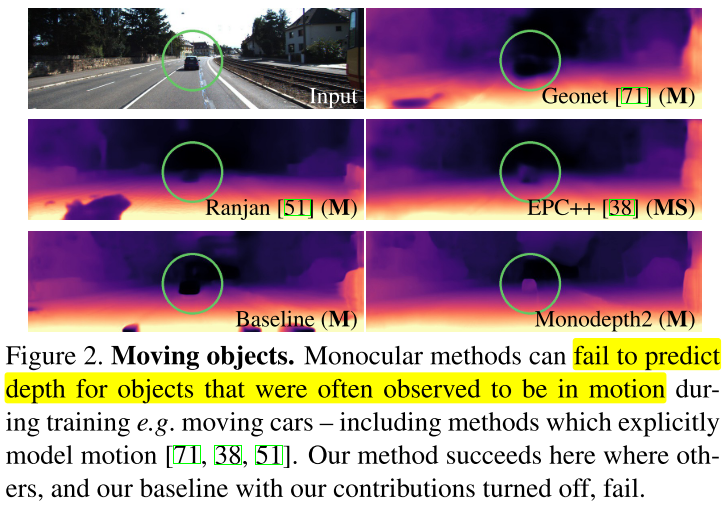 Input
Geonet [71] (M)
Ranjan [51] (M)
EPC++ [38] (MS)
Baseline (M)
Monodepth2 (M)
Figure 2. Moving objects. Monocular methods can fail to predict
depth for objects that were often observed to be in motion dur-
ing training e.g. moving cars – including methods which explicitly
model motion [71, 38, 51]. Our method succeeds here where oth-
ers, and our baseline with our contributions turned off, fail.